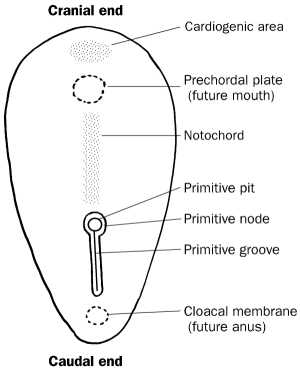 Cranial end
Cardiogenic area
Prechordal plate
(future mouth)
Notochord
Primitive pit
Primitive node
Primitive groove
Cloacal membrane
(future anus)
Caudal end